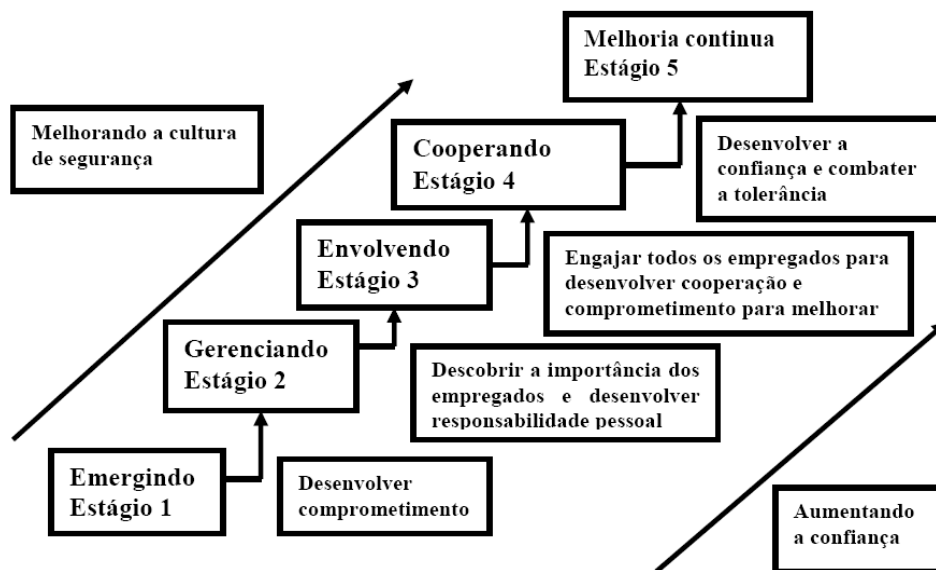 Melhoria continua
Estágio 5
Melhorando a cultura
de segurança
Cooperando
Estágio 4
Desenvolver a
confiança e combater
a tolerância
Envolvendo
Estágio 3
Engajar todos os empregados para
desenvolver cooperação e
comprometimento para melhorar
Gerenciando
Estágio 2
Descobrir a importância dos
empregados e desenvolver
responsabilidade pessoal
Emergindo
Estágio 1
Desenvolver
comprometimento
Aumentando
a confiança